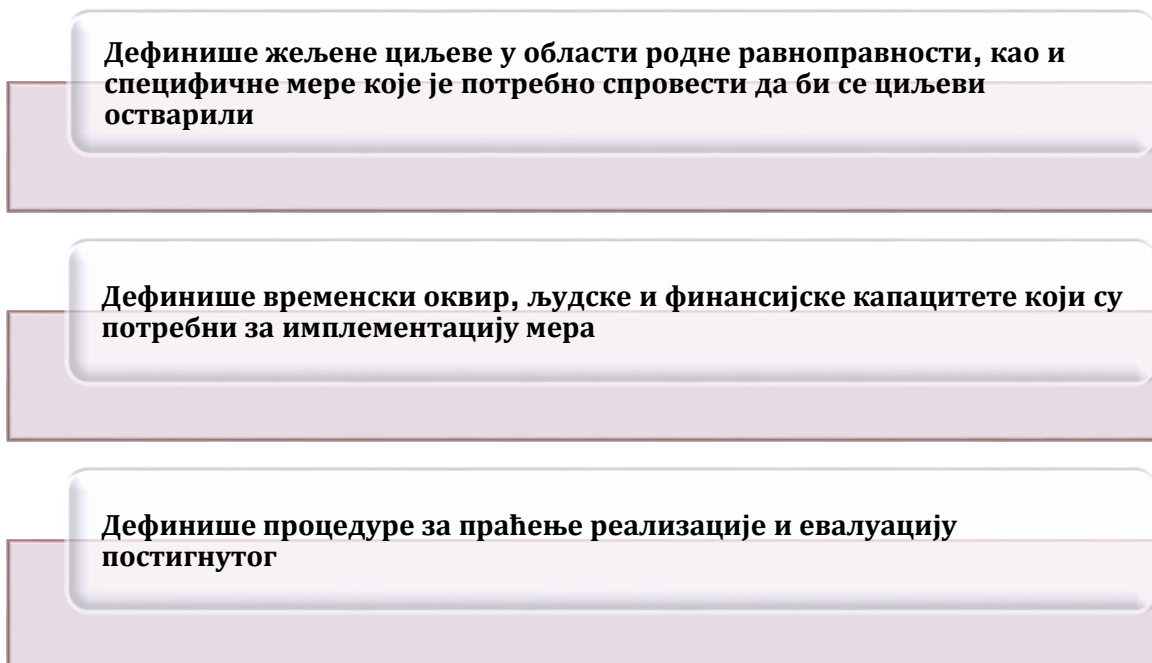 Дефинише жељене циљеве у области родне равноправности, као и
специфичне мере које је потребно спровести да би се циљеви
остварили
Дефинише временски оквир, људске и финансијске капацитете који су
потребни за имплементацију мера
Дефинише процедуре за праћење реализације и евалуацију
постигнутог